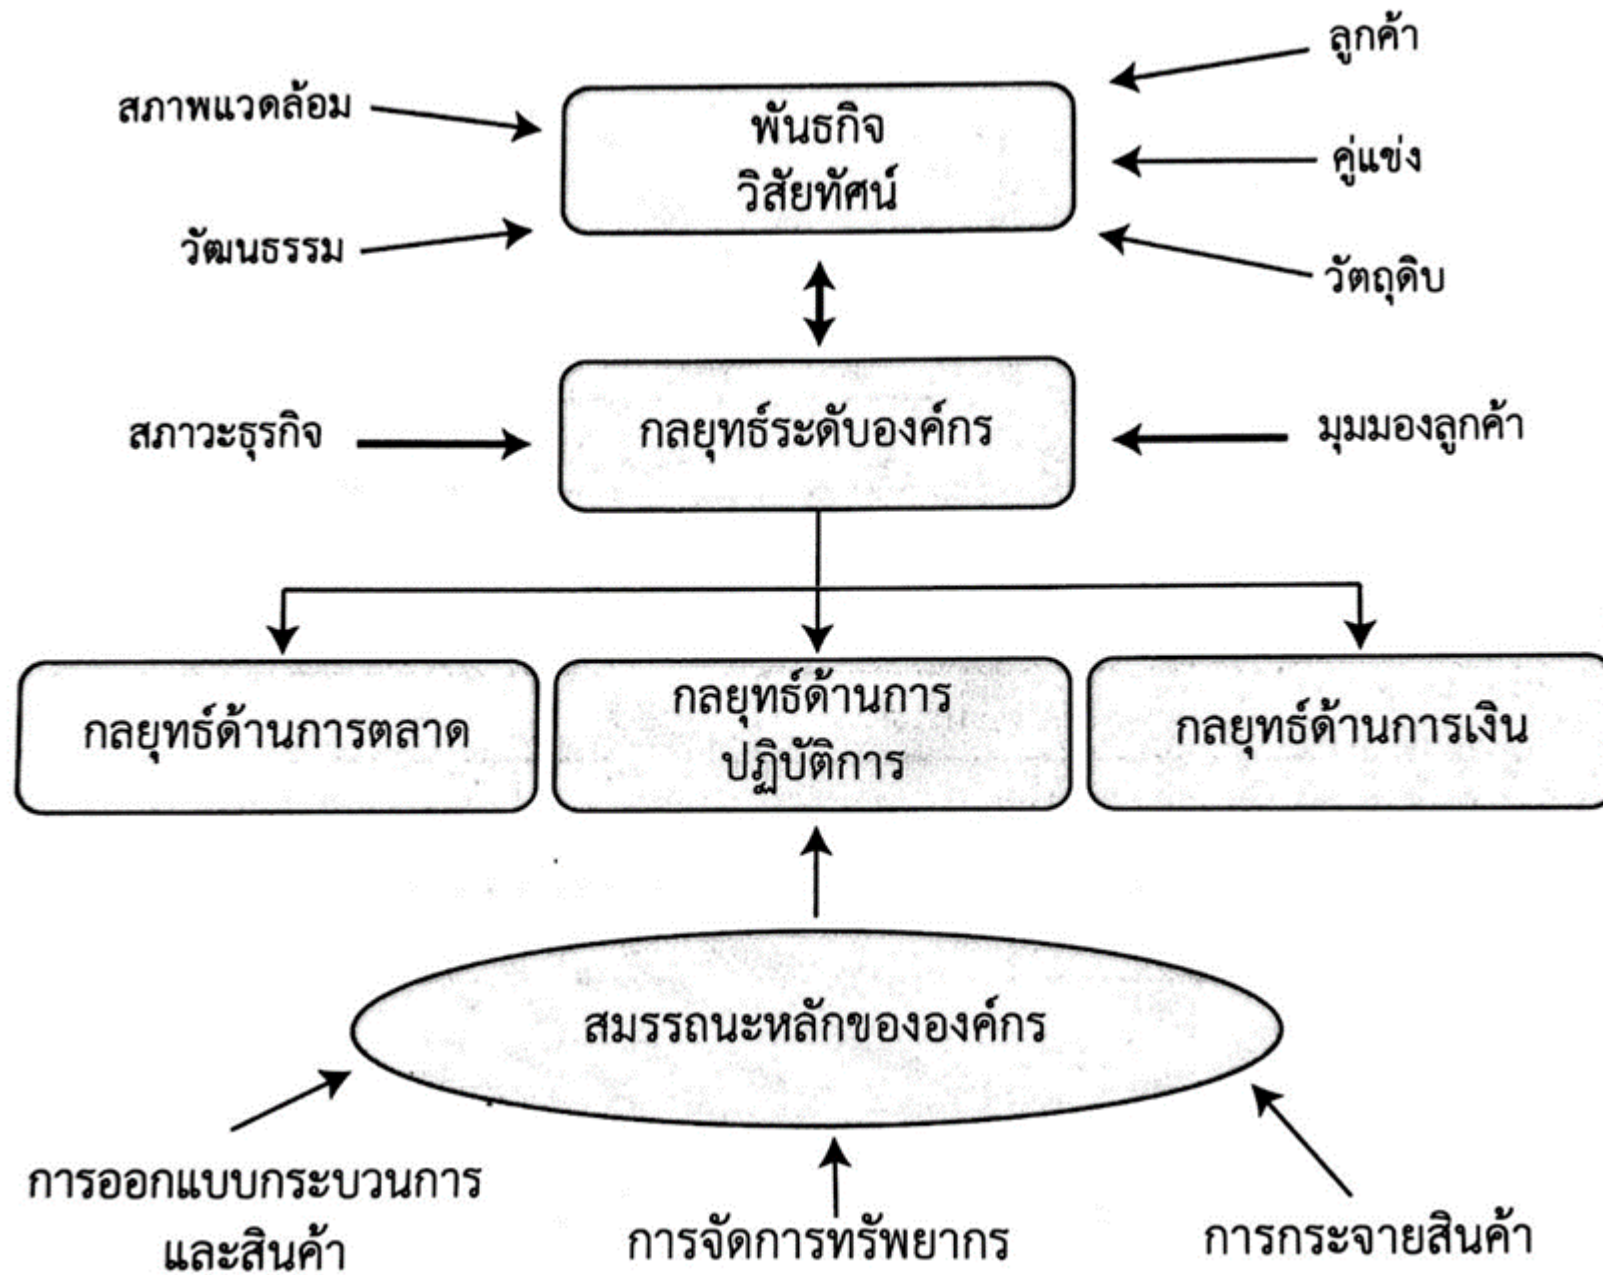 ลูกค้า
สภาพแวดล้อม
พันธกิจ
วิสัยทัศน์
คู่แข่ง
วัฒนธรรม
วัตถุดิบ
สภาวะธุรกิจ
กลยุทธ์ระดับองค์กร
มุมมองลูกค้า
กลยุทธ์ด้านการตลาด
กลยุทธ์ด้านการ
ปฏิบัติการ
กลยุทธ์ด้านการเงิน
สมรรถนะหลักขององค์กร
การออกแบบกระบวนการ
และสินค้า
การจัดการทรัพยากร
การกระจายสินค้า